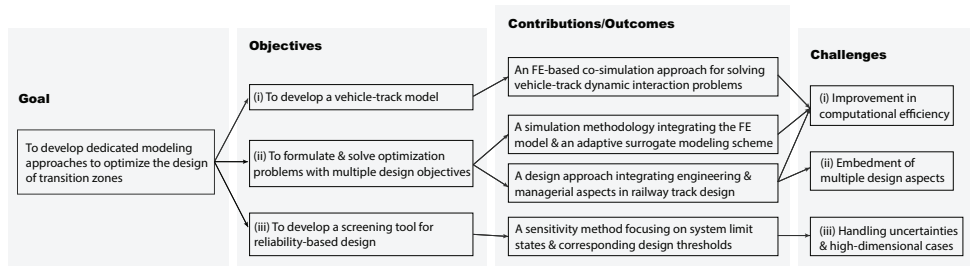 Goal
To develop dedicated modeling
approaches to optimize the design
of transition zones
Objectives
(i) To develop a vehicle-track model
(ii) To formulate & solve optimization
problems with multiple design objectives
(iii) To develop a screening tool for
reliability-based design
Contributions/Outcomes
An FE-based co-simulation approach for solving
vehicle-track dynamic interaction problems
A simulation methodology integrating the FE
model & an adaptive surrogate modeling scheme
A design approach integrating engineering &
managerial aspects in railway track design
A sensitivity method focusing on system limit
states & corresponding design thresholds
Challenges
(i) Improvement in
computational efficiency
(ii) Embedment of
multiple design aspects
(iii) Handling uncertainties
& high-dimensional cases